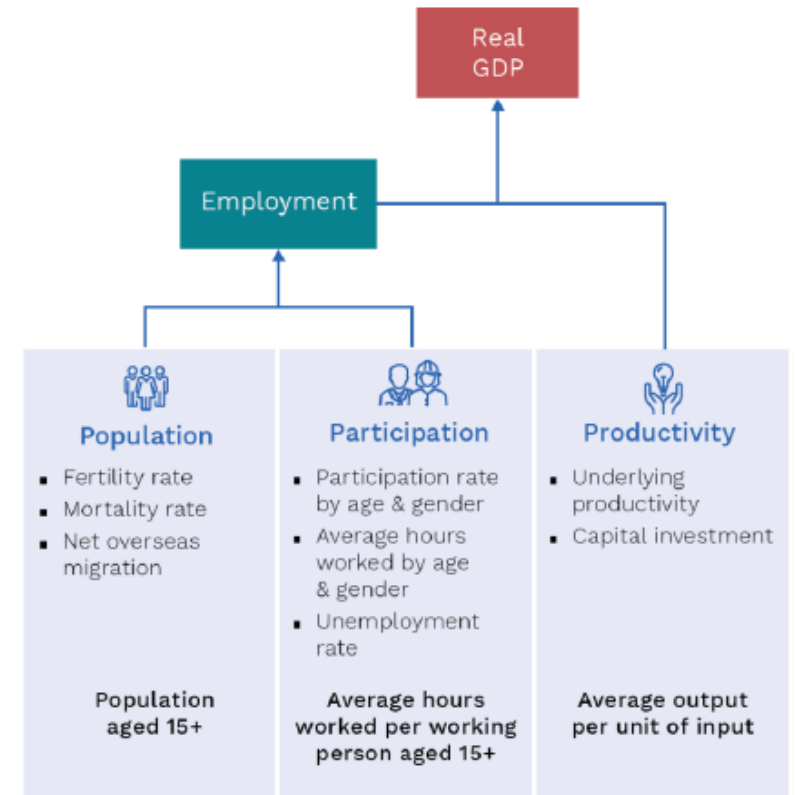 Real
GDP
Employment
Population
Fertility rate
Mortality rate
Net overseas
migration
Population
aged 15+
Participation
Participation rate
by age & gender
Average hours
worked by age
& gender
Unemployment
rate
Average hours
worked per working
person aged 15+
Productivity
Underlying
productivity
Capital investment
Average output
per unit of input